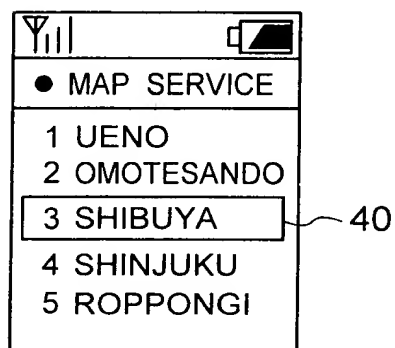 ● MAP SERVICE
1 UENO
2 OMOTESANDO
3 SHIBUYA
40
4 SHINJUKU
5 ROPPONGI